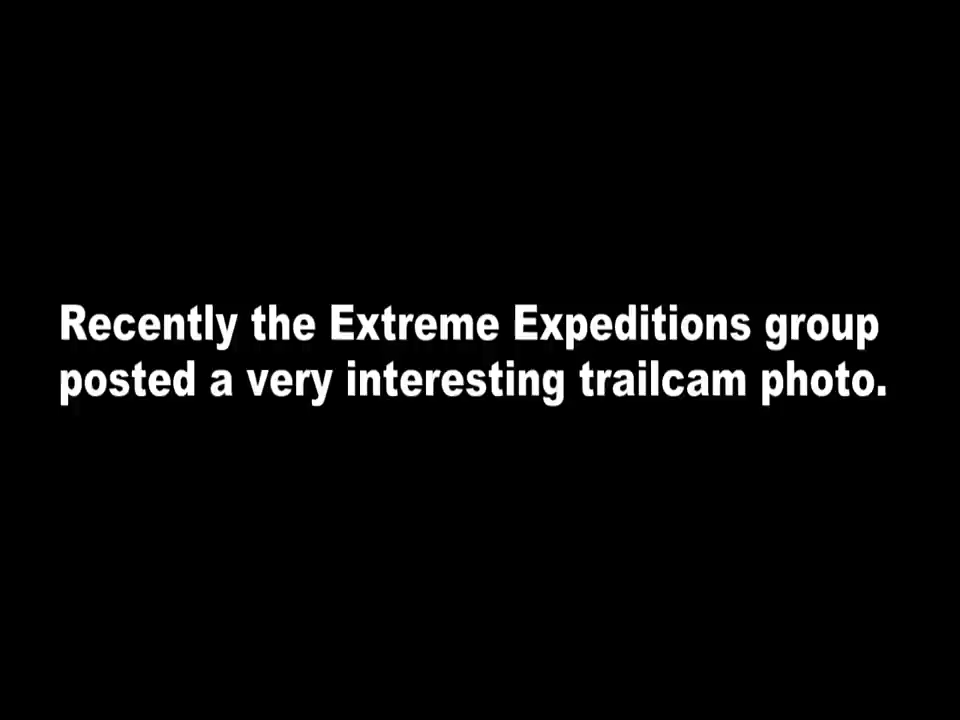 Recently the Extreme Expeditions group
posted a very interesting trailcam photo.